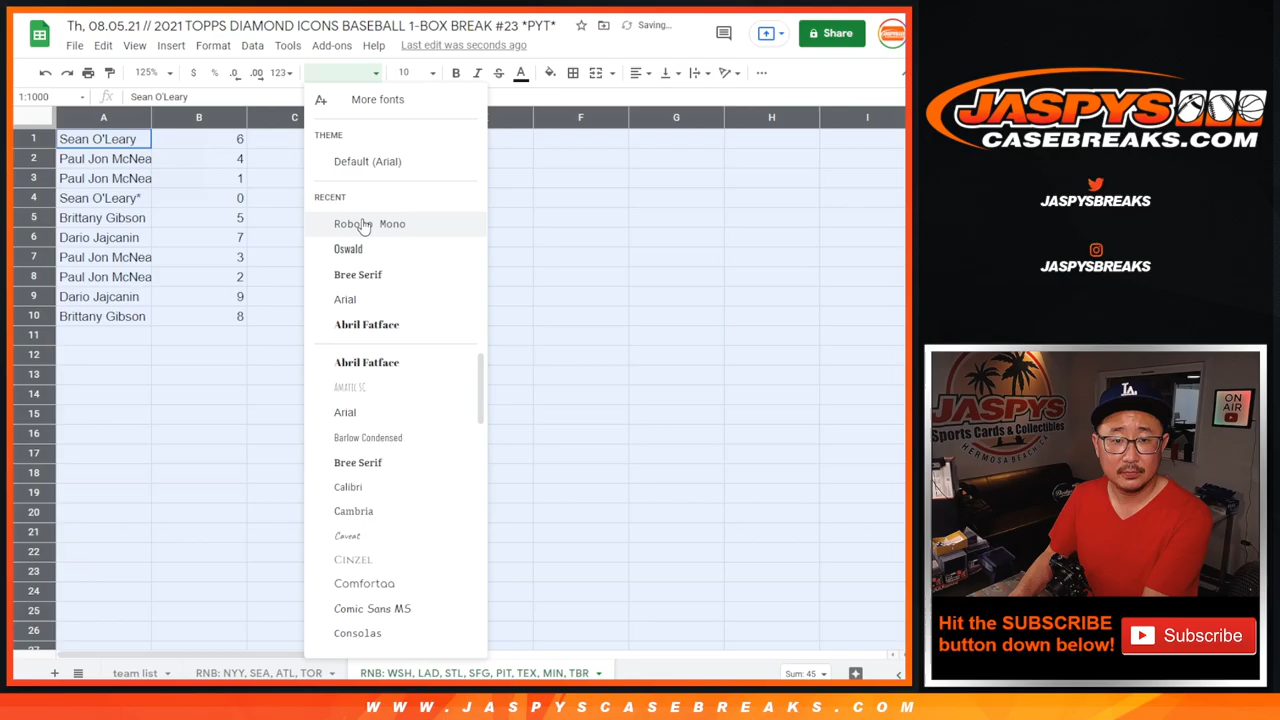 Th, 08.05.21 // 2021 TOPPS DIAMOND ICONS BASEBALL 1-BOX BREAK #23 *PYT*
Saving...
Share
File Edit View Insert Format Data Tools Add-ons Help Last edit was seconds ago
125% $ % .0 .00 123 10 B I S A
1:1000 fx Sean O'Leary
A B C F G H I
1 Sean O'Leary 6
2 Paul Jon McNea 4
3 Paul Jon McNea 1
4 Sean O'Leary* 0
5 Brittany Gibson 5
6 Dario Jajcanin 7
7 Paul Jon McNea 3
8 Paul Jon McNea 2
9 Dario Jajcanin 9
10 Brittany Gibson 8
11
12
13
14
15
16
17
18
19
20
21
22
23
24
25
26
More fonts
THEME
Default (Arial)
RECENT
Mono
Oswald
Bree Serif
Arial
Abril Fatface
Abril Fatface
AMATIC SC
Arial
Barlow Condensed
Bree Serif
Calibri
Cambria
Caveat
CINZEL
Comfortaa
Comic Sans MS
Consolas
team list
RNB: NYY, SEA, ATL, TOR
RNB: WSH, LAD, STL, SFG, PIT, TEX, MIN, TBR
Sum: 45
JASPYS
CASEBREAKS.COM
JASPYSBREAKS
JASPYSBREAKS
JASPYS
Sports Cards & Collectibles
HERMOSA BEACH, CA
LA
ON
AIR
Hit the SUBSCRIBE
button down below!
Subscribe
WWW.JASPYSCASEBREAKS.COM